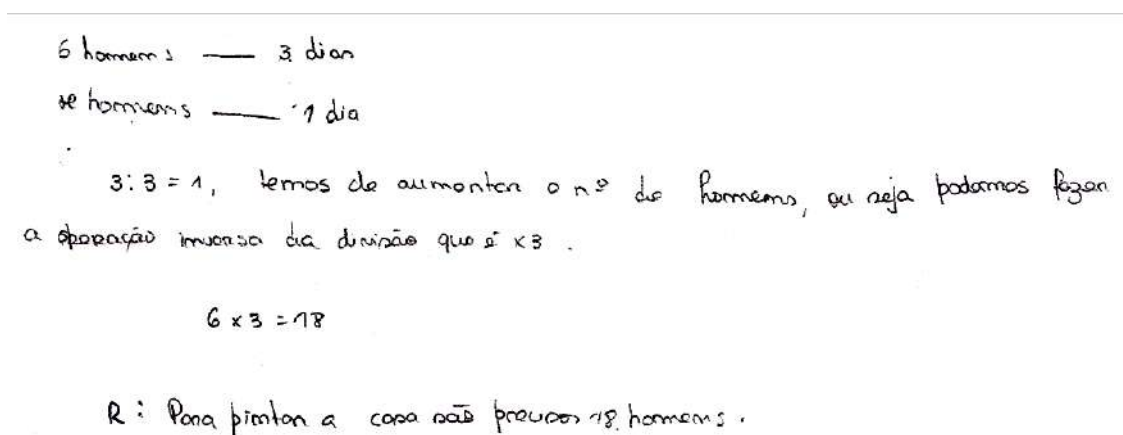 6 homens — 3 dias
x homens — 1 dia
3:3 = 1, temos de aumentar o nº de homens, ou seja podemos fazer
a operação inversa da divisão que é x3.
6 x 3 = 18
R: Para pintar a casa são precisos 18 homens.